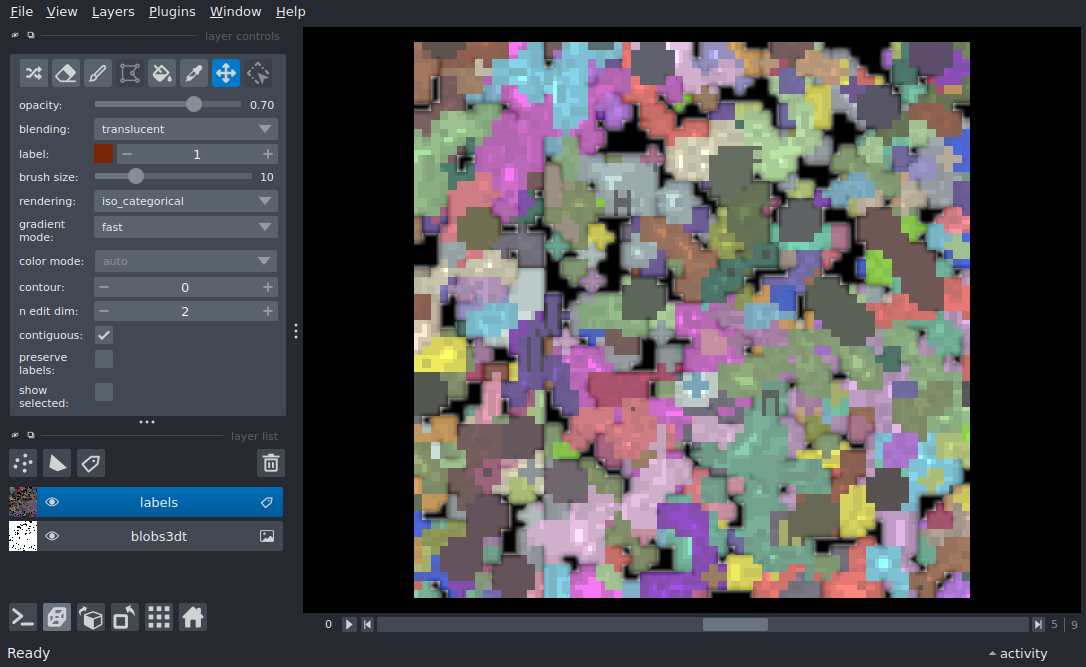 File View Layers Plugins Window Help
layer controls
opacity: 0.70
blending: translucent
label: 1
brush size: 10
rendering: iso_categorical
gradient
mode: fast
color mode: auto
contour: 0
n edit dim: 2
contiguous:
preserve
labels:
show
selected:
layer list
labels
blobs3dt
0 5 9
Ready activity